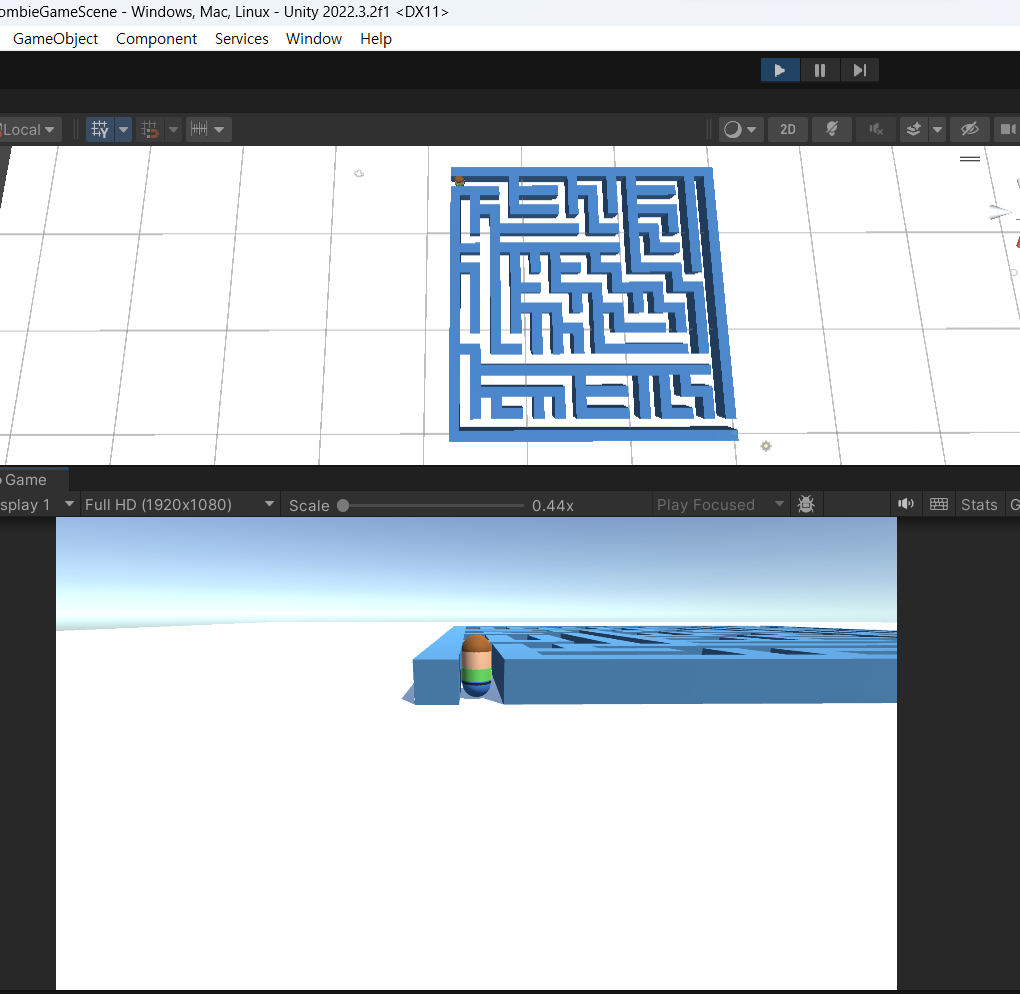 ombieGameScene - Windows, Mac, Linux - Unity 2022.3.2f1 <DX11>
GameObject Component Services Window Help
Local 2D
Game
splay 1 Full HD (1920x1080) Scale 0.44x Play Focused Stats G